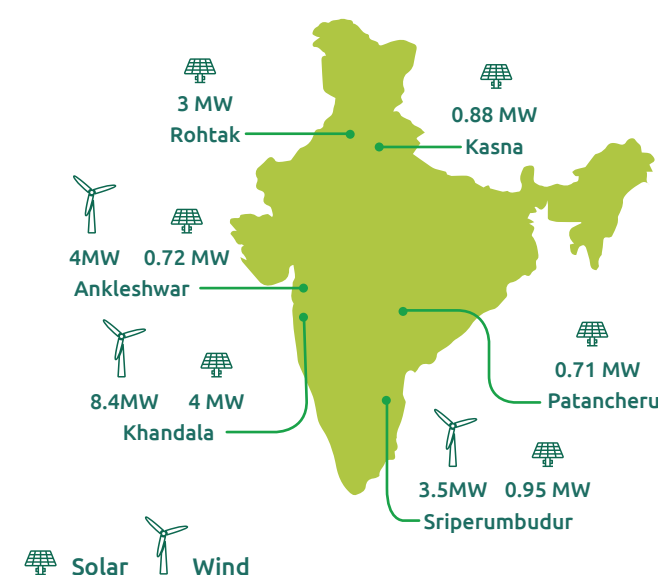 3 MW
Rohtak
0.88 MW
Kasna
4MW 0.72 MW
Ankleshwar
8.4MW 4 MW
Khandala
0.71 MW
Patancheru
3.5MW 0.95 MW
Sriperumbudur
Solar Wind